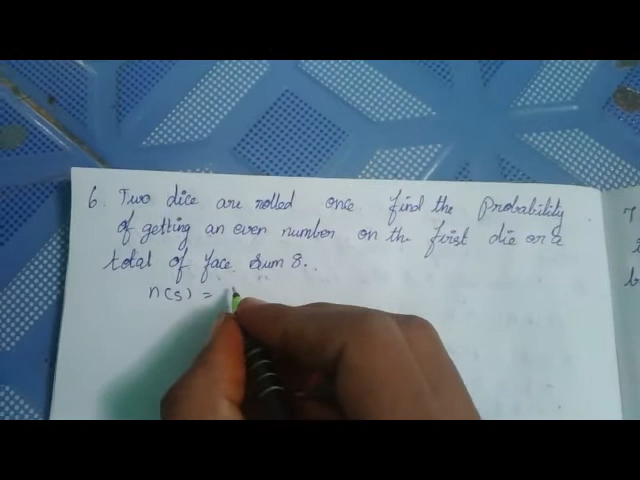 6. Two dice are rolled once. find the Probability
of getting an even number on the first die or a
total of face sum 8.
n(s) =
7
b